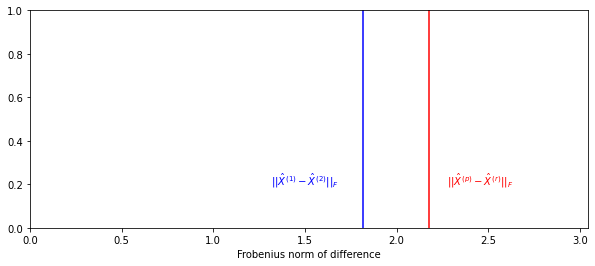 1.0
0.8
0.6
0.4
0.2
0.0
||X̂⁽¹⁾ − X̂⁽²⁾||_F
||X̂⁽ᵖ⁾ − X̂⁽ʳ⁾||_F
0.0 0.5 1.0 1.5 2.0 2.5 3.0
Frobenius norm of difference